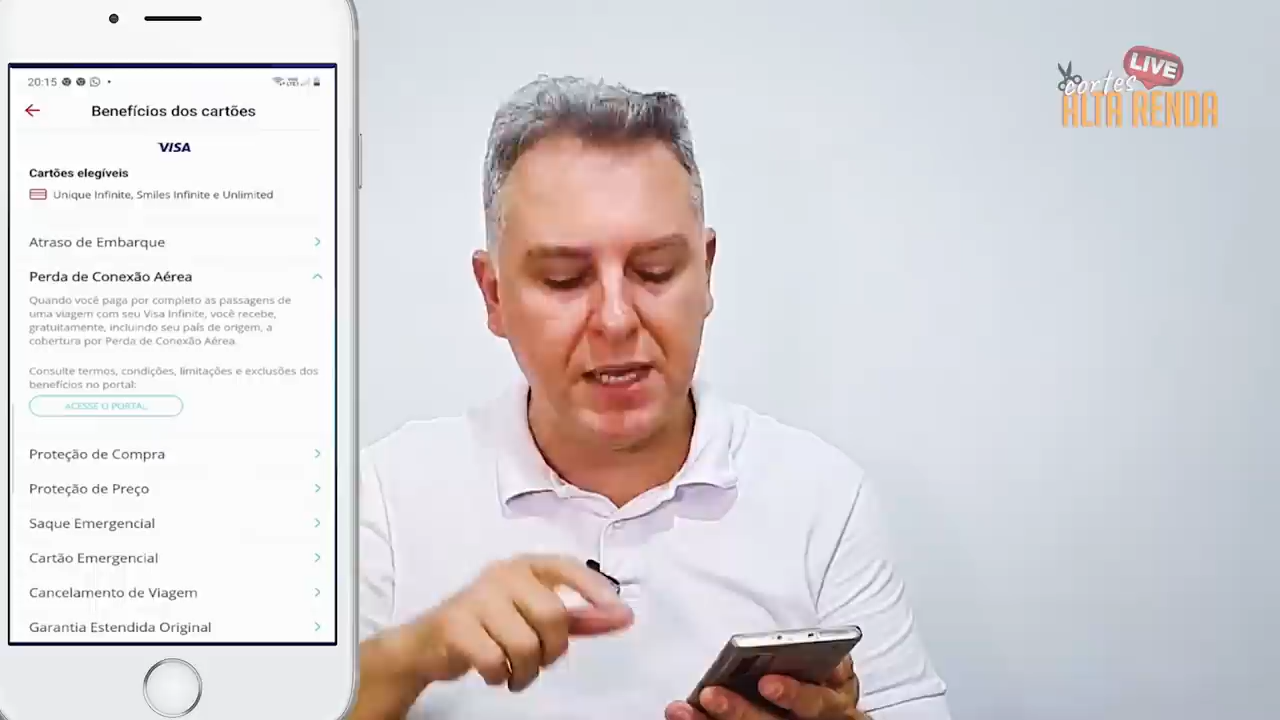 20:15
Benefícios dos cartões
VISA
Cartões elegíveis
Unique Infinite, Smiles Infinite e Unlimited
Atraso de Embarque
Perda de Conexão Aérea
Quando você paga por completo as passagens de
uma viagem com seu Visa Infinite, você recebe,
gratuitamente, incluindo seu país de origem, a
cobertura por Perda de Conexão Aérea.
Consulte termos, condições, limitações e exclusões dos
benefícios no portal:
ACESSE O PORTAL
Proteção de Compra
Proteção de Preço
Saque Emergencial
Cartão Emergencial
Cancelamento de Viagem
Garantia Estendida Original
LIVE
cortes
ALTA RENDA